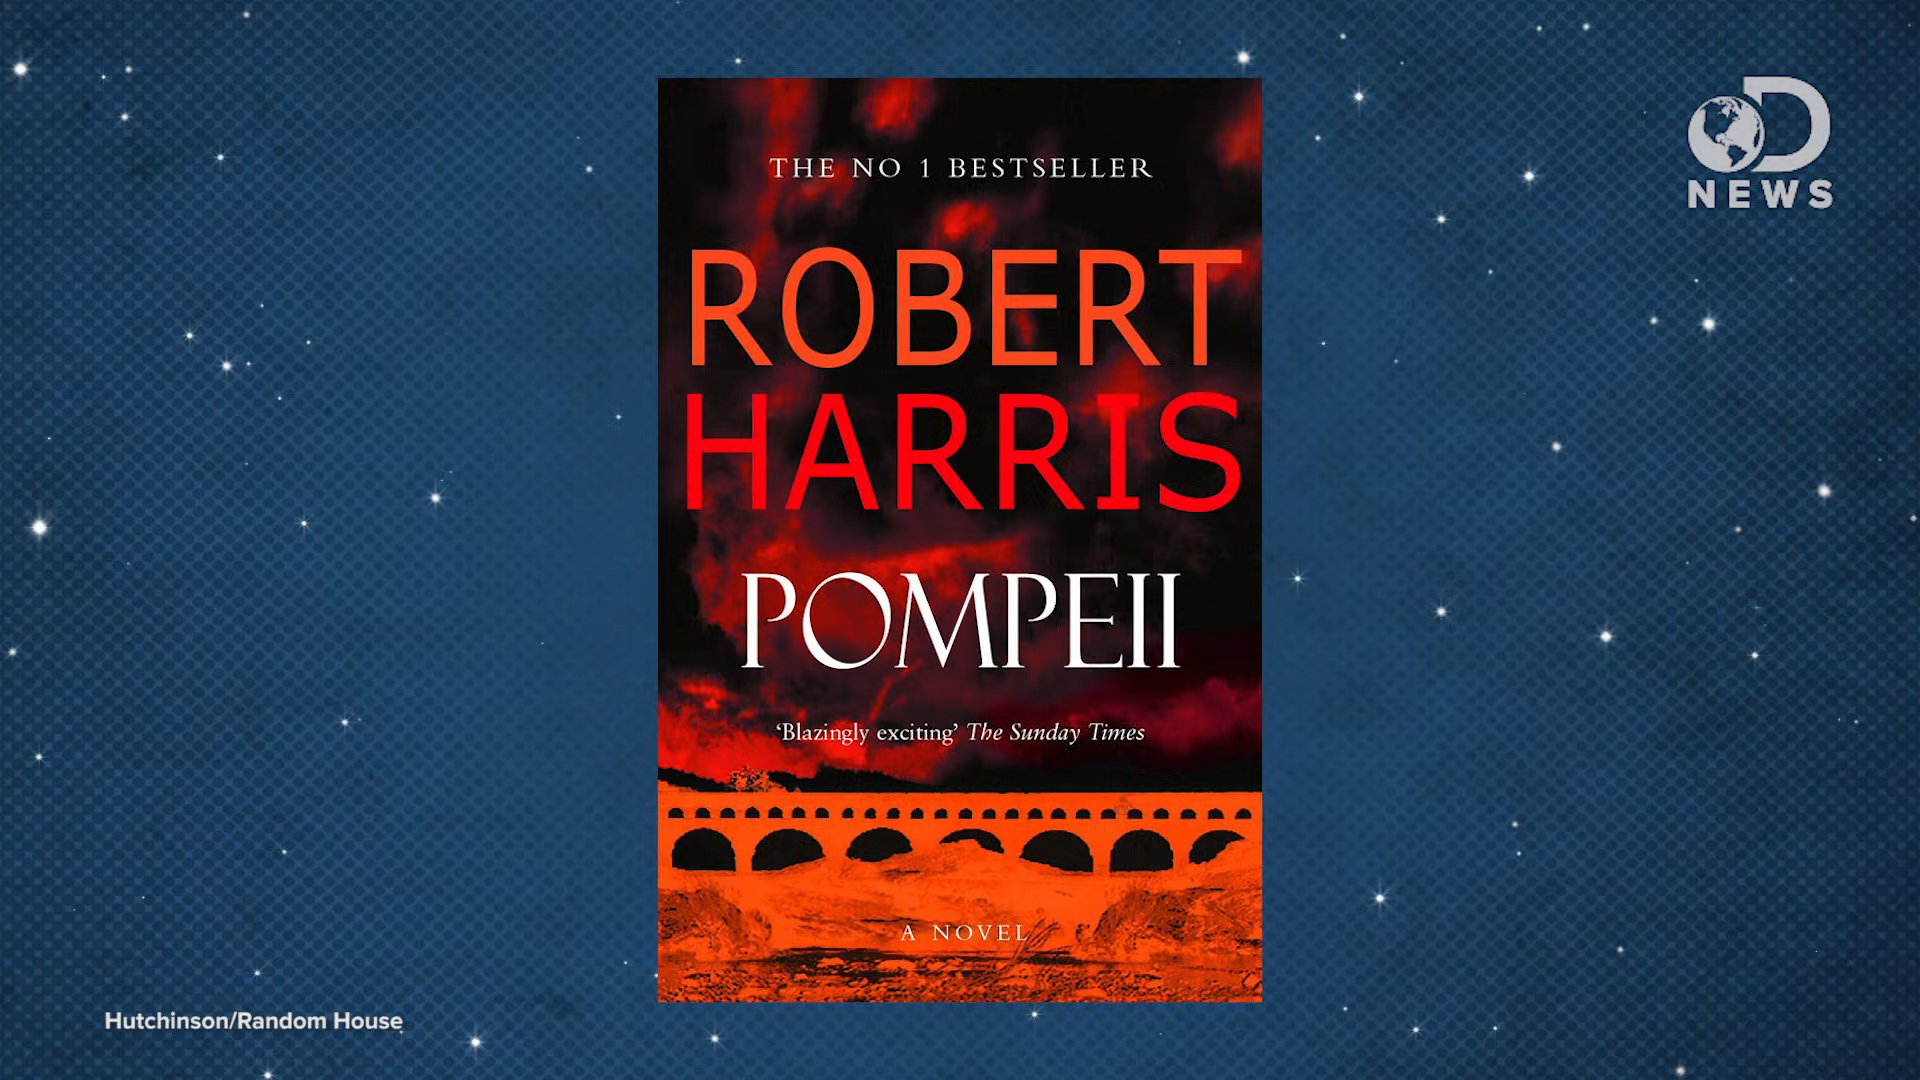 THE NO 1 BESTSELLER
ROBERT
HARRIS
POMPEII
‘Blazingly exciting’ The Sunday Times
A NOVEL
D
NEWS
Hutchinson/Random House